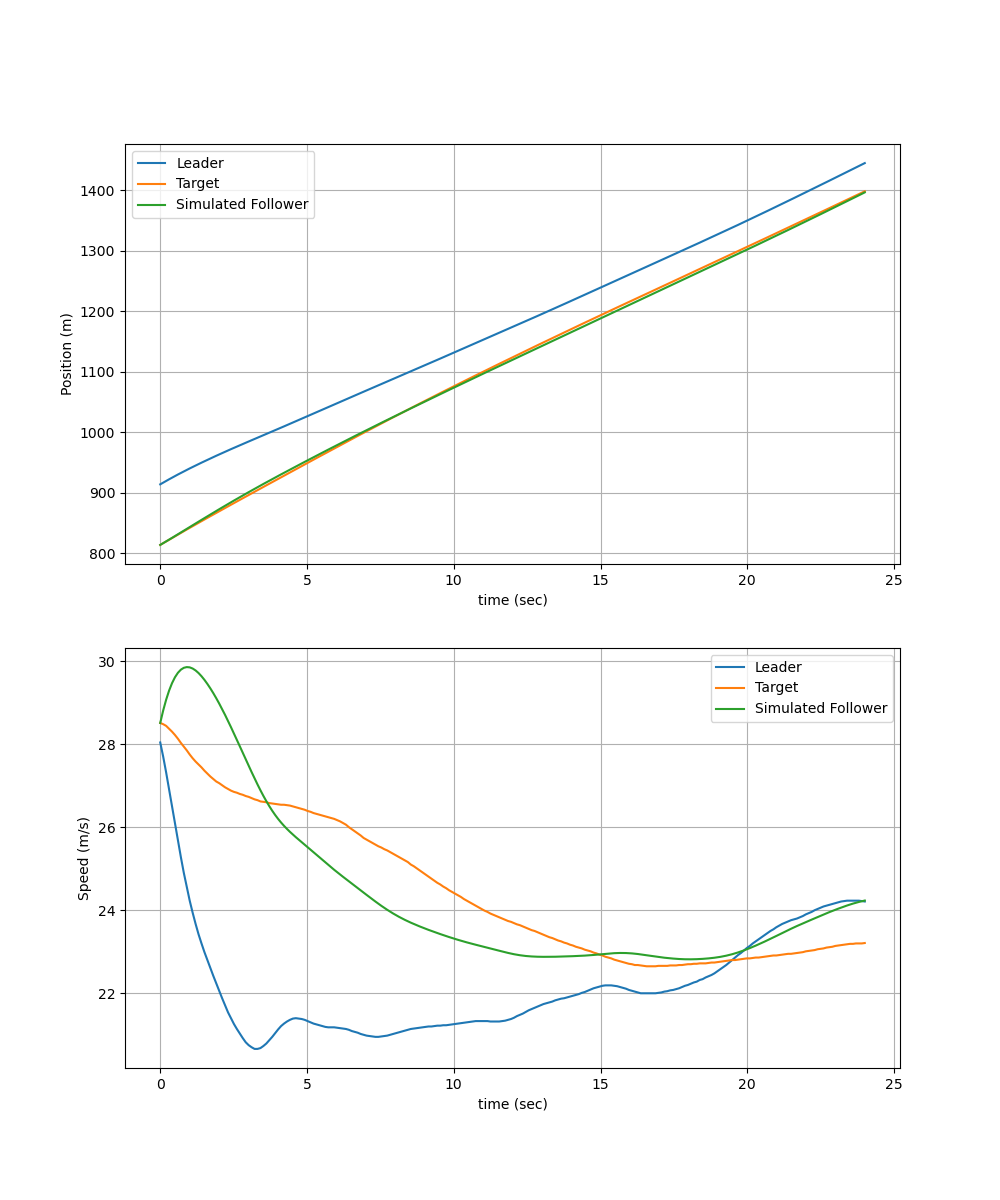 Leader
Target
Simulated Follower
1400
1300
1200
1100
1000
900
800
Position (m)
0 5 10 15 20 25
time (sec)
Leader
Target
Simulated Follower
30
28
26
24
22
Speed (m/s)
0 5 10 15 20 25
time (sec)